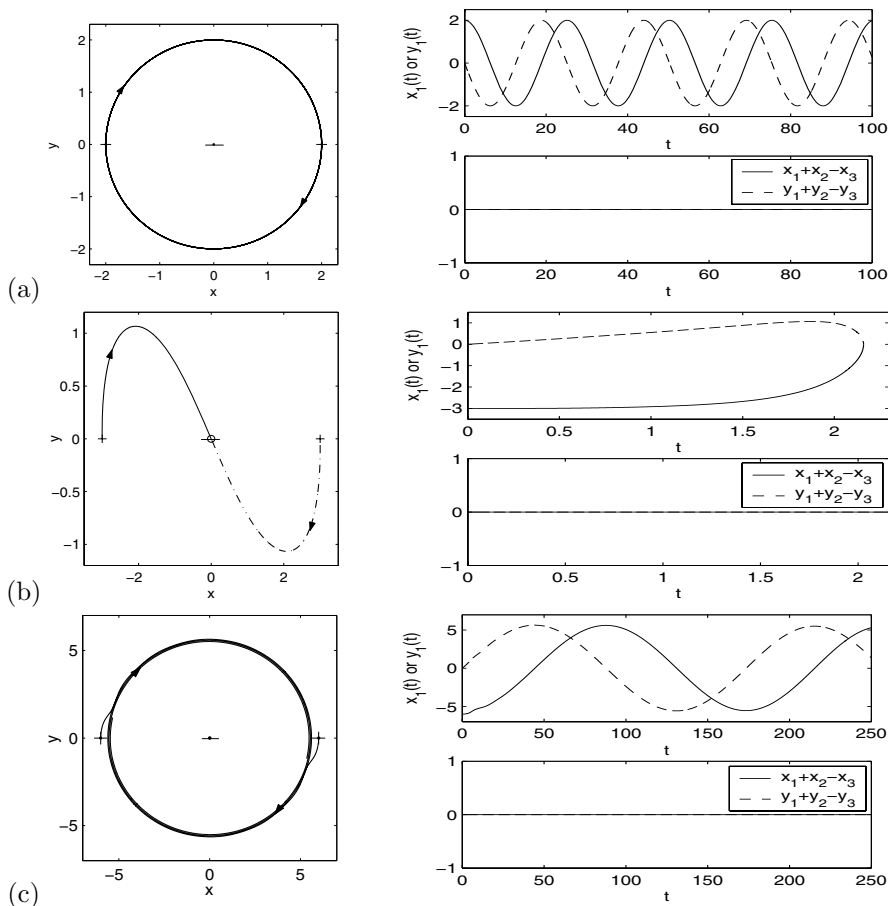 2
1
0
−1
−2
y
−2 −1 0 1 2
x
(a)
2
0
−2
x₁(t) or y₁(t)
0 20 40 60 80 100
t
1
0
−1
x₁+x₂−x₃
y₁+y₂−y₃
0 20 40 60 80 100
t
1
0.5
0
−0.5
−1
y
−2 0 2
x
(b)
1
0
−1
−2
−3
x₁(t) or y₁(t)
0 0.5 1 1.5 2
t
1
0
−1
x₁+x₂−x₃
y₁+y₂−y₃
0 0.5 1 1.5 2
t
5
0
−5
y
−5 0 5
x
(c)
5
0
−5
x₁(t) or y₁(t)
0 50 100 150 200 250
t
1
0
−1
x₁+x₂−x₃
y₁+y₂−y₃
0 50 100 150 200 250
t